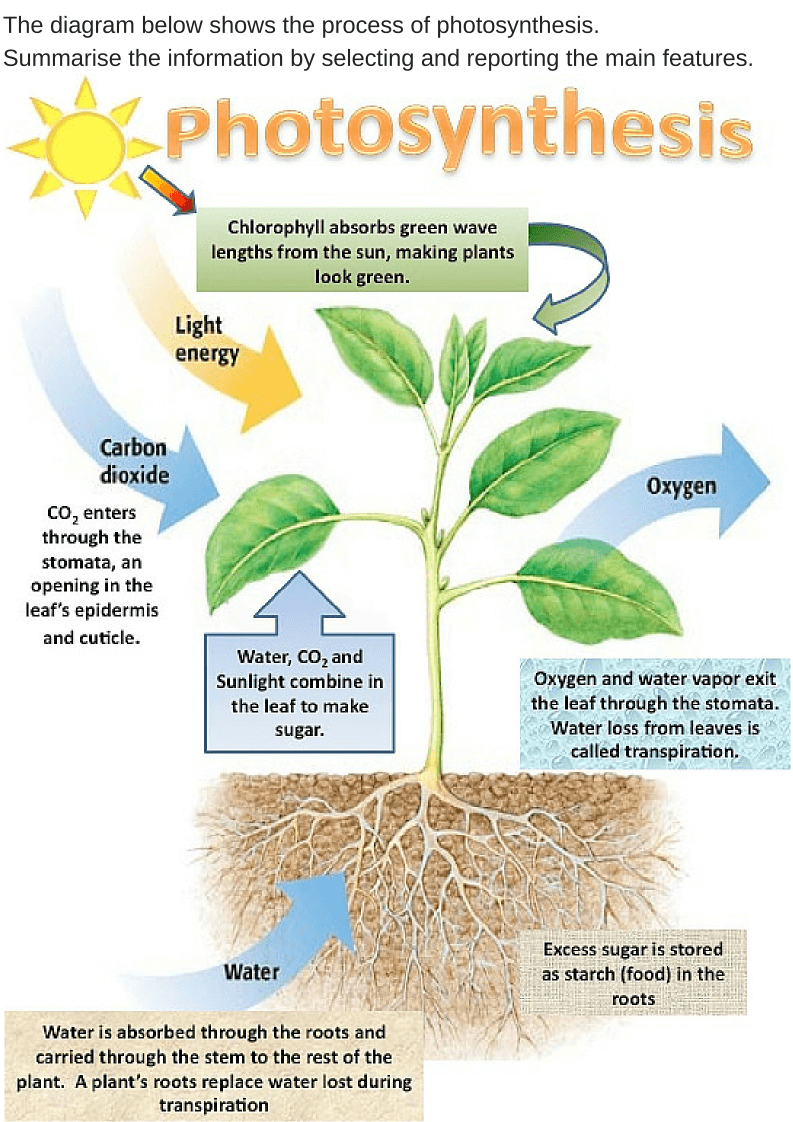 The diagram below shows the process of photosynthesis.
Summarise the information by selecting and reporting the main features.
Photosynthesis
Chlorophyll absorbs green wave
lengths from the sun, making plants
look green.
Light
energy
Carbon
dioxide
CO₂ enters
through the
stomata, an
opening in the
leaf's epidermis
and cuticle.
Oxygen
Water, CO₂ and
Sunlight combine in
the leaf to make
sugar.
Oxygen and water vapor exit
the leaf through the stomata.
Water loss from leaves is
called transpiration.
Water
Excess sugar is stored
as starch (food) in the
roots
Water is absorbed through the roots and
carried through the stem to the rest of the
plant. A plant's roots replace water lost during
transpiration